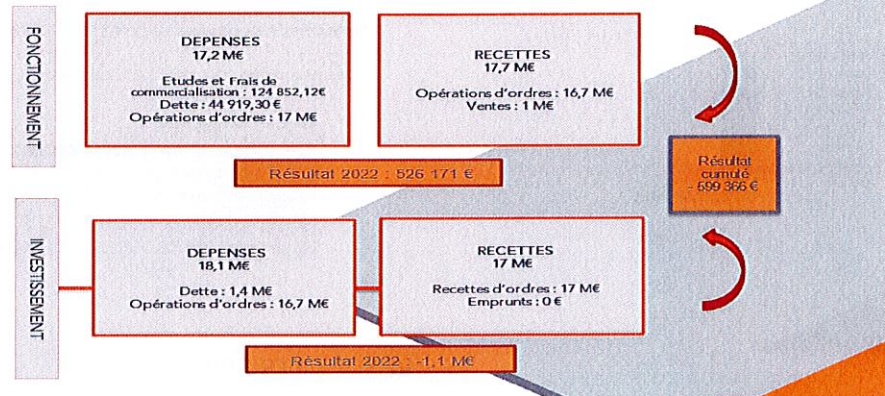 FONCTIONNEMENT
DEPENSES
17,2 M€
Etudes et Frais de
commercialisation : 124 852,12€
Dette : 44 919,30 €
Opérations d'ordres : 17 M€
RECETTES
17,7 M€
Opérations d'ordres : 16,7 M€
Ventes : 1 M€
Résultat 2022 : 526 171 €
Résultat
cumulé
- 599 366 €
INVESTISSEMENT
DEPENSES
18,1 M€
Dette : 1,4 M€
Opérations d'ordres : 16,7 M€
RECETTES
17 M€
Recettes d'ordres : 17 M€
Emprunts : 0 €
Résultat 2022 : -1,1 M€